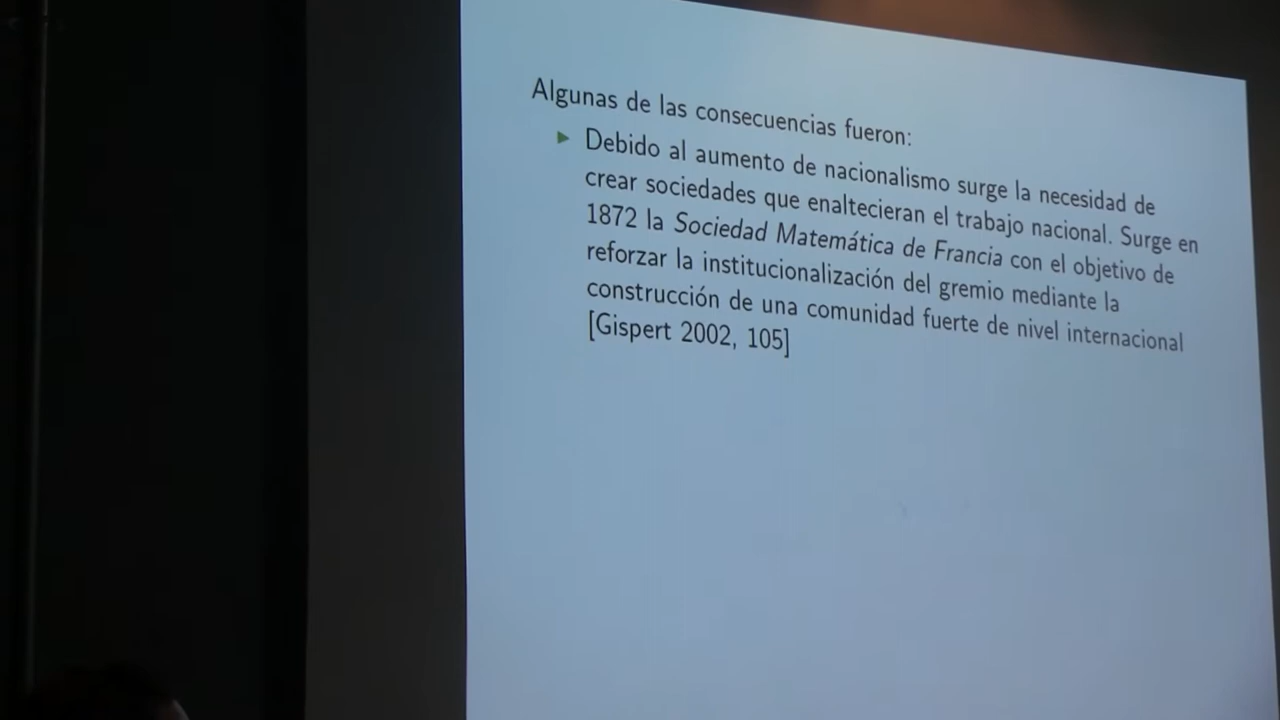 Algunas de las consecuencias fueron:
Debido al aumento de nacionalismo surge la necesidad de
crear sociedades que enaltecieran el trabajo nacional. Surge en
1872 la Sociedad Matemática de Francia con el objetivo de
reforzar la institucionalización del gremio mediante la
construcción de una comunidad fuerte de nivel internacional
[Gispert 2002, 105]